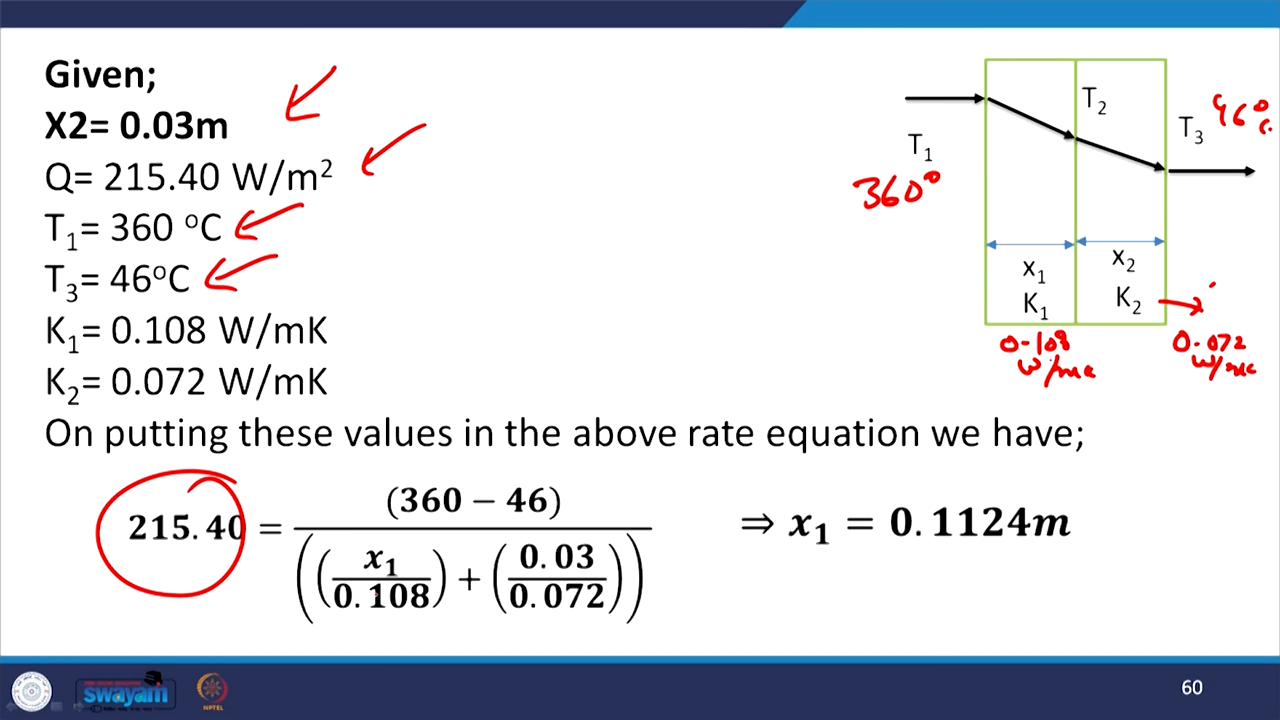 Given;
X2= 0.03m
Q= 215.40 W/m²
T₁= 360 ᵒC
T₃= 46ᵒC
K₁= 0.108 W/mK
K₂= 0.072 W/mK
On putting these values in the above rate equation we have;
215.40 = (360 − 46) / ((x₁/0.108) + (0.03/0.072)) ⇒ x₁ = 0.1124m
T₁
360°
T₂
T₃ 46°C
x₁
K₁
x₂
K₂
0.108
W/mK
0.072
W/mK
swayam
NPTEL
60